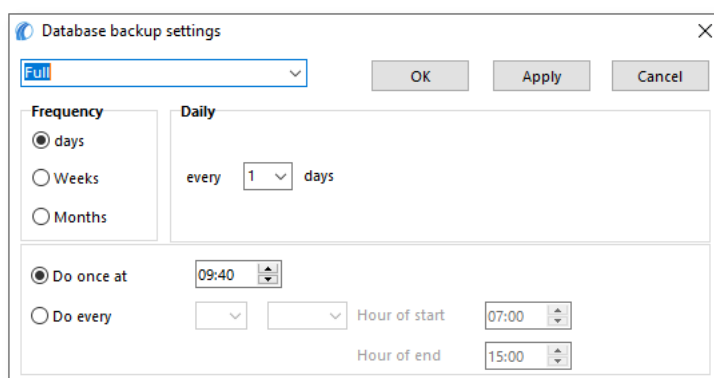 Database backup settings
Full
OK Apply Cancel
Frequency Daily
days
Weeks every 1 days
Months
Do once at 09:40
Do every Hour of start 07:00
Hour of end 15:00